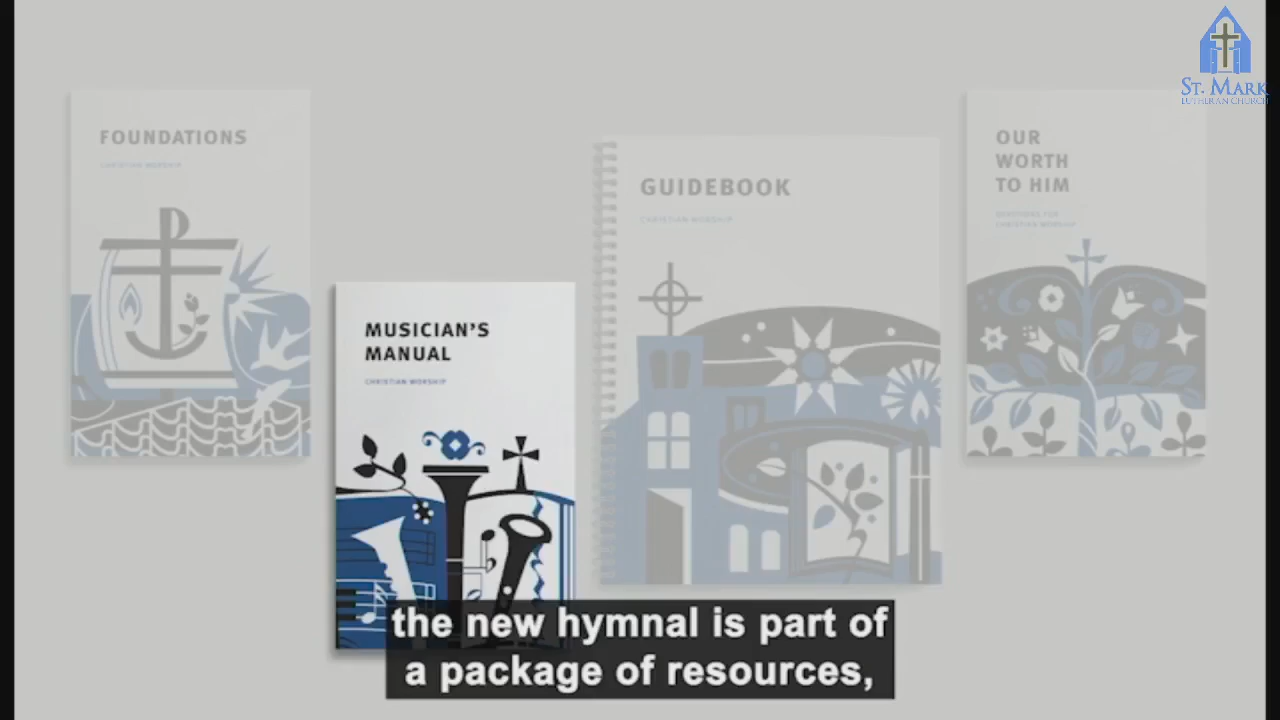 St. Mark
LUTHERAN CHURCH
FOUNDATIONS
CHRISTIAN WORSHIP
MUSICIAN'S
MANUAL
CHRISTIAN WORSHIP
GUIDEBOOK
CHRISTIAN WORSHIP
OUR
WORTH
TO HIM
DEVOTIONS FOR
CHRISTIAN WORSHIP
the new hymnal is part of
a package of resources,